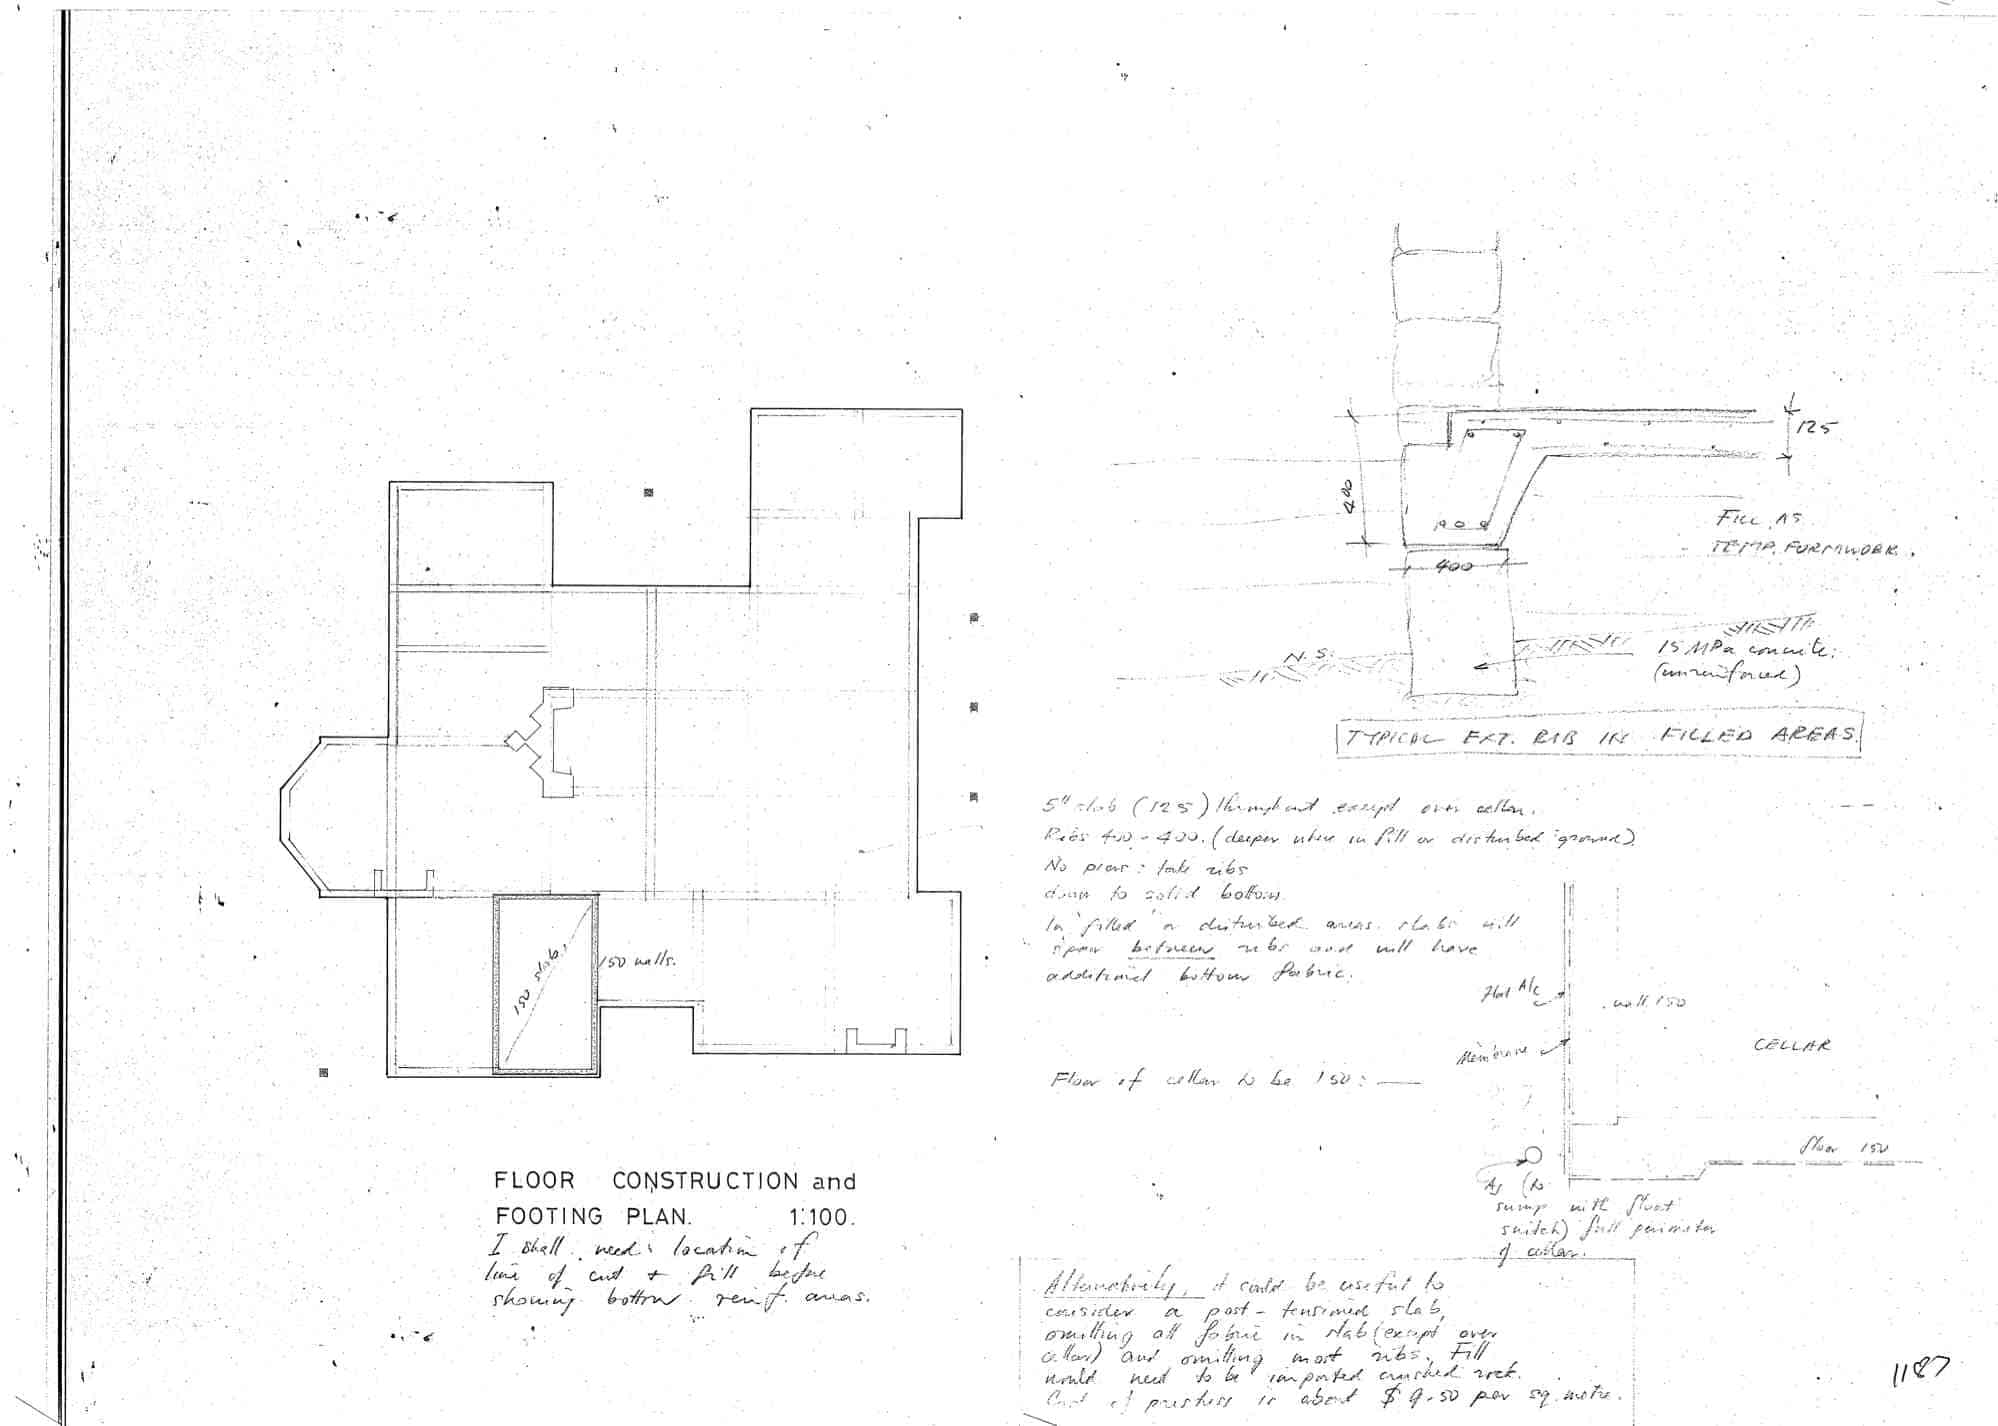 125
400
FILL AS
TEMP. FORMWORK.
400
N.S.
15 MPa concrete.
(unreinforced)
TYPICAL EXT. RIB IN FILLED AREAS.
5" slab (125) throughout except over cellar.
Ribs 400 - 400. (deeper where in fill or disturbed ground)
No piers: take ribs
down to solid bottom.
In filled or disturbed areas slabs will
span between ribs and will have
additional bottom fabric.
150 slab.
150 walls.
Flat A/c
wall 150
Membrane
CELLAR
Floor of cellar to be 150:
floor 150
Ag (to
sump with float
switch) full perimeter
of cellar.
FLOOR CONSTRUCTION and
FOOTING PLAN. 1:100.
I shall need location of
line of cut + fill before
showing bottom reinf. areas.
Alternatively, it could be useful to
consider a post-tensioned slab,
omitting all fabric in slab (except over
cellar) and omitting most ribs. Fill
would need to be imported crushed rock.
Cost of prestress is about $9.50 per sq. metre.
1187